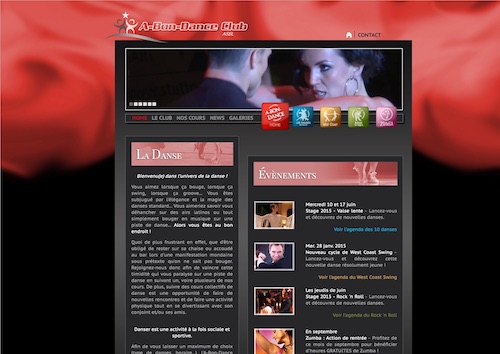 A-Bon-Dance Club
ASBL
CONTACT
HOME LE CLUB NOS COURS NEWS GALERIES
A-BON-
DANCE
HOME
La Danse
Bienvenu(e) dans l'univers de la danse !
Vous aimez lorsque ça bouge, lorsque ça
swing, lorsque ça groove... Vous êtes
subjugué par l'élégance et la magie des
danses standard... Vous aimeriez savoir vous
déhancher sur des airs latinos ou tout
simplement bouger en musique sur une
piste de danse... Alors vous êtes au bon
endroit !
Quoi de plus frustrant en effet, que d'être
obligé de rester sur sa chaise ou accoudé
au bar lors d'une manifestation mondaine
sous prétexte qu'on ne sait pas bouger.
Rejoignez-nous donc afin de vaincre cette
timidité qui vous paralyse sur une piste de
danse en suivant un, voire plusieurs de nos
cours. De plus, suivre des cours collectifs de
danse est une opportunité de faire de
nouvelles rencontres et de faire une activité
physique tout en se divertissant avec son
conjoint et/ou ses amis.
Danser est une activité à la fois sociale et
sportive.
Afin de vous laisser un maximum de choix
(type de danses, horaire...), l'A-Bon-Dance
Évènements
Mercredi 10 et 17 juin
Stage 2015 - Valse lente - Lancez-vous
et découvrez de nouvelles danses.
Voir l'agenda des 10 danses
Mer. 28 janv. 2015
Nouveau cycle de West Coast Swing -
Lancez-vous et découvrez cette
nouvelle danse résolument jeune !
Voir l'agenda du West Coast Swing
Les jeudis de juin
Stage 2015 - Rock 'n Roll - Lancez-vous
et découvrez de nouvelles danses.
Voir l'agenda du Rock 'n Roll
En septembre
Zumba : Action de rentrée - Profitez de
ce mois de septembre pour bénéficier
d'heures GRATUITES de Zumba !